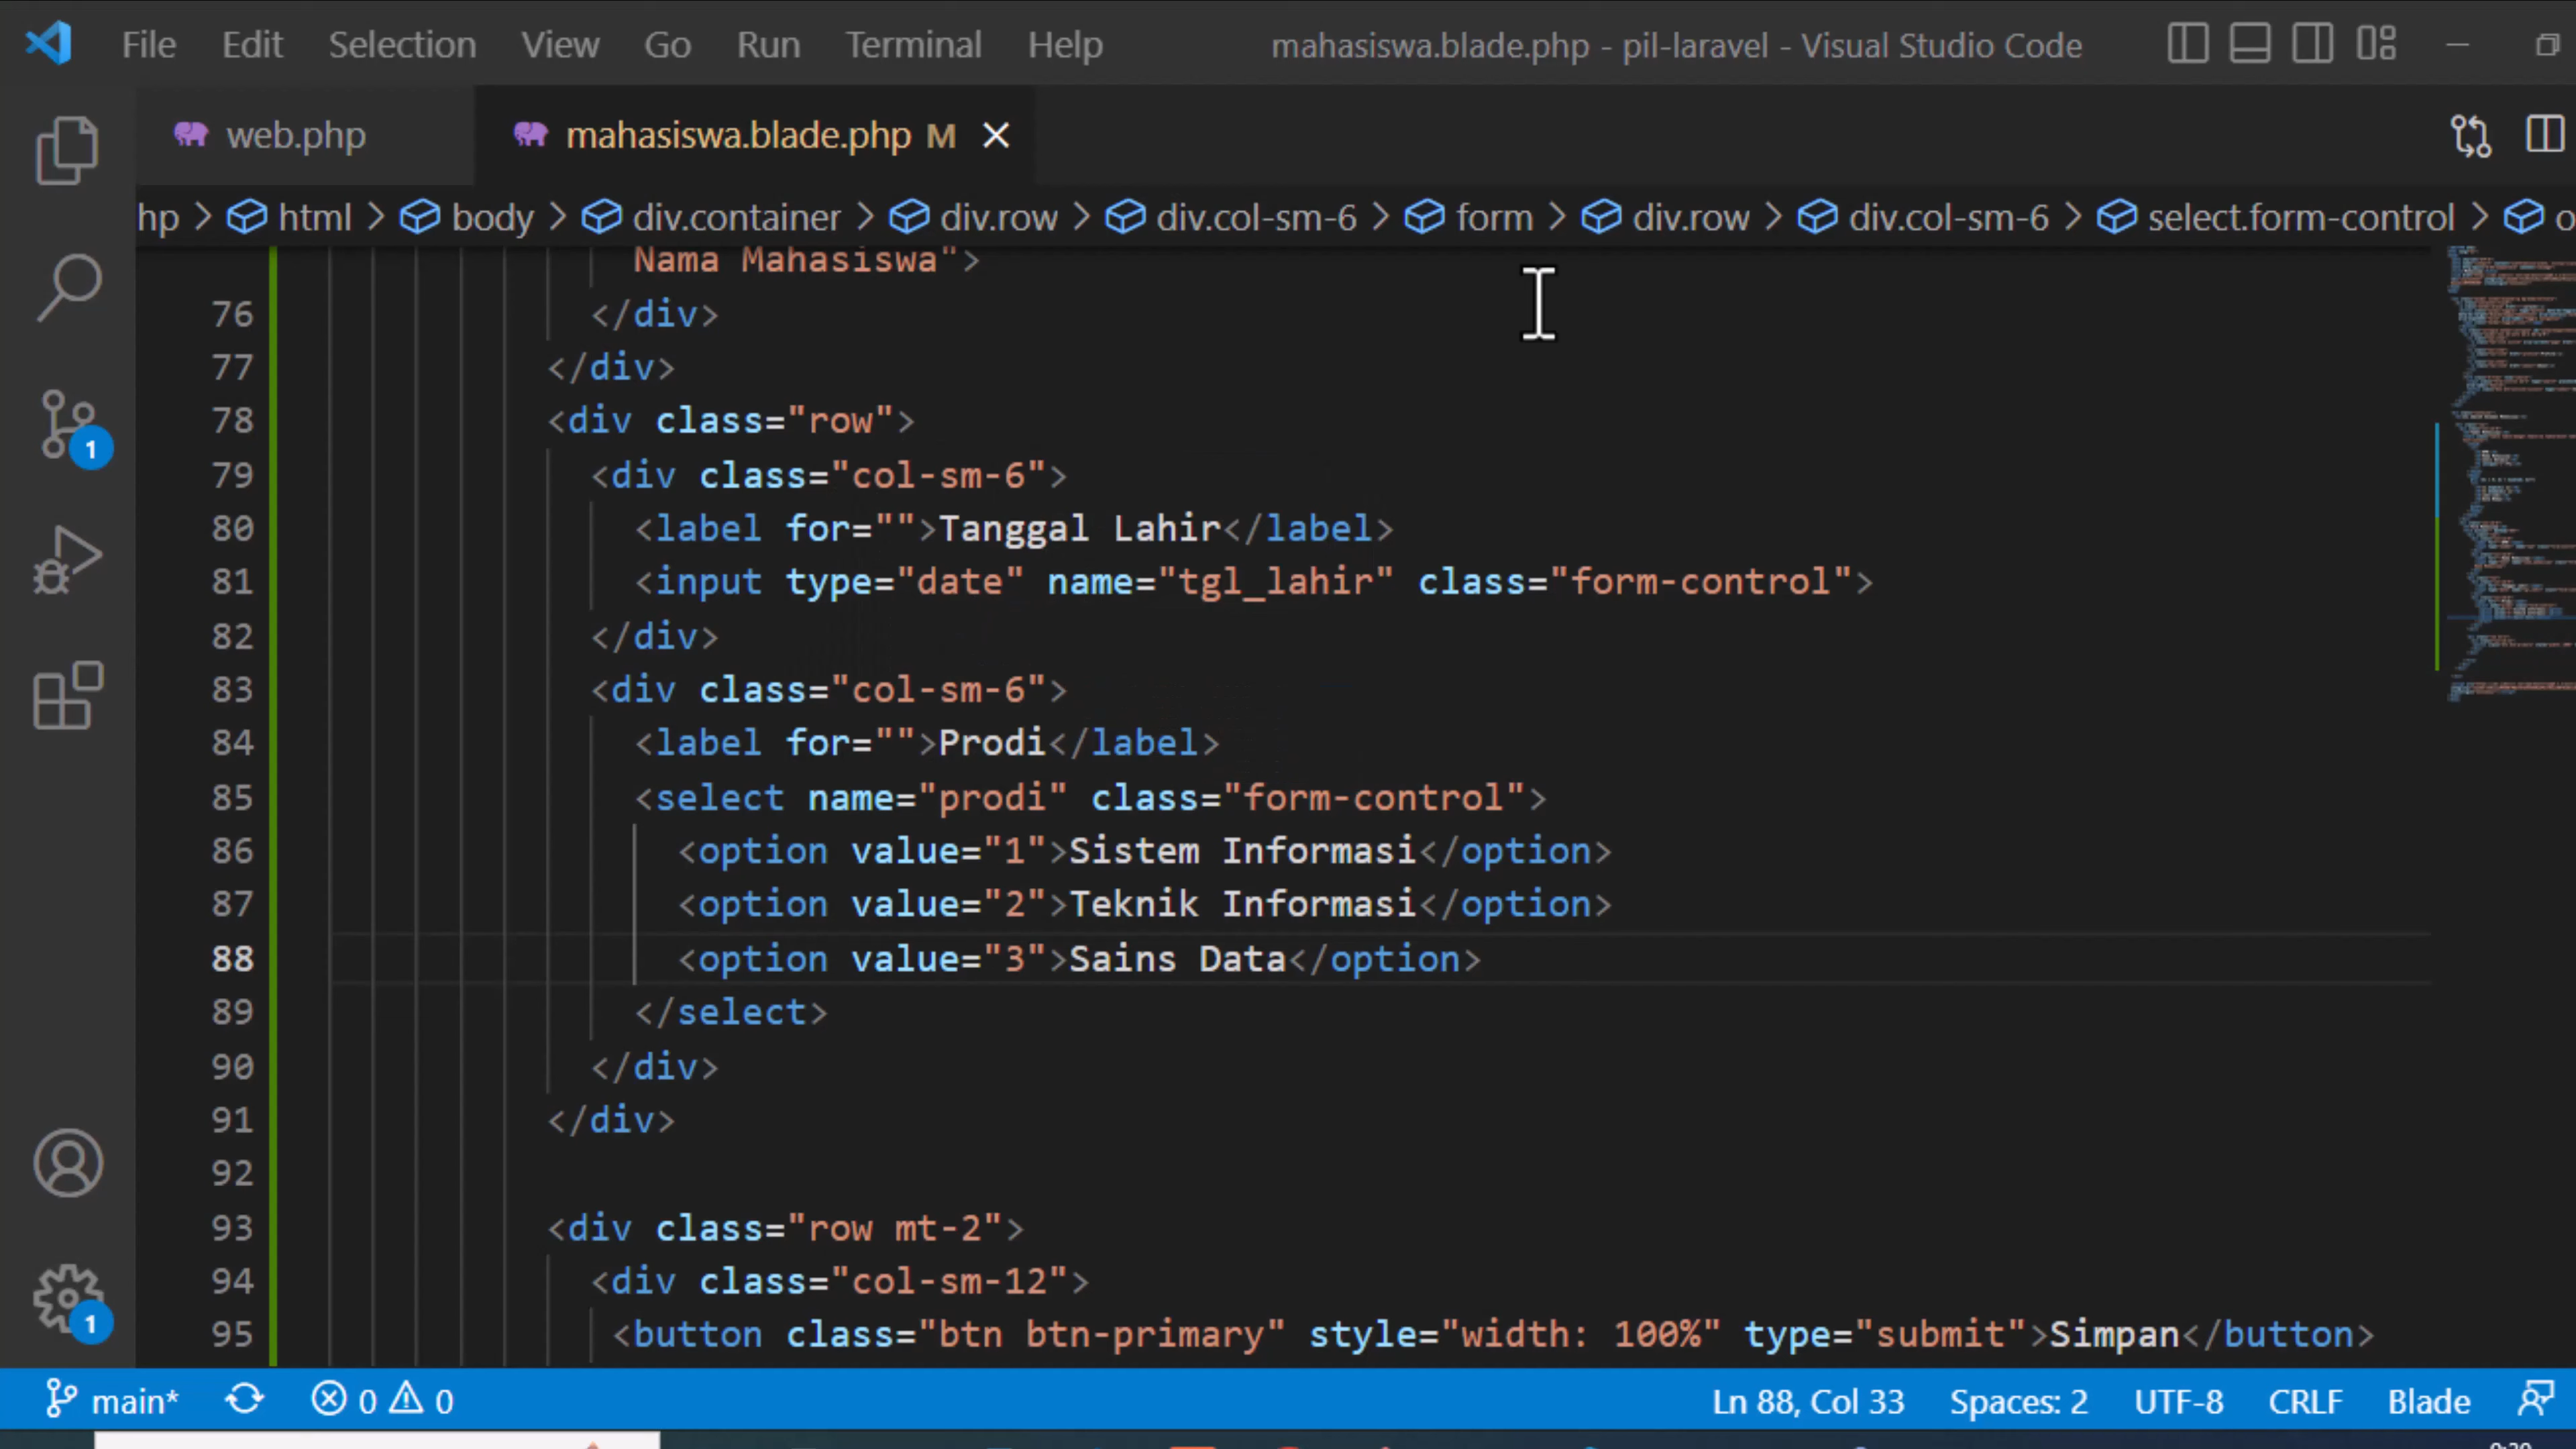 File Edit Selection View Go Run Terminal Help mahasiswa.blade.php - pil-laravel - Visual Studio Code
web.php mahasiswa.blade.php M
hp > html > body > div.container > div.row > div.col-sm-6 > form > div.row > div.col-sm-6 > select.form-control > o
Nama Mahasiswa">
76 </div>
77 </div>
78 <div class="row">
79 <div class="col-sm-6">
80 <label for="">Tanggal Lahir</label>
81 <input type="date" name="tgl_lahir" class="form-control">
82 </div>
83 <div class="col-sm-6">
84 <label for="">Prodi</label>
85 <select name="prodi" class="form-control">
86 <option value="1">Sistem Informasi</option>
87 <option value="2">Teknik Informasi</option>
88 <option value="3">Sains Data</option>
89 </select>
90 </div>
91 </div>
92
93 <div class="row mt-2">
94 <div class="col-sm-12">
95 <button class="btn btn-primary" style="width: 100%" type="submit">Simpan</button>
1
1
main* 0 0 Ln 88, Col 33 Spaces: 2 UTF-8 CRLF Blade